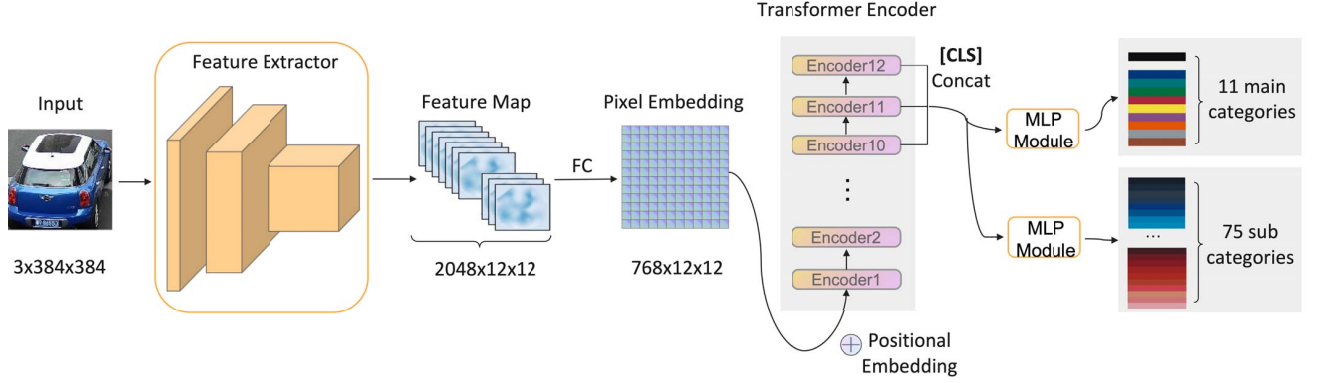 Transformer Encoder
Input
3x384x384
Feature Extractor
Feature Map
2048x12x12
FC
Pixel Embedding
768x12x12
Encoder12
Encoder11
Encoder10
⋮
Encoder2
Encoder1
Positional
Embedding
[CLS]
Concat
MLP
Module
11 main
categories
MLP
Module
...
75 sub
categories